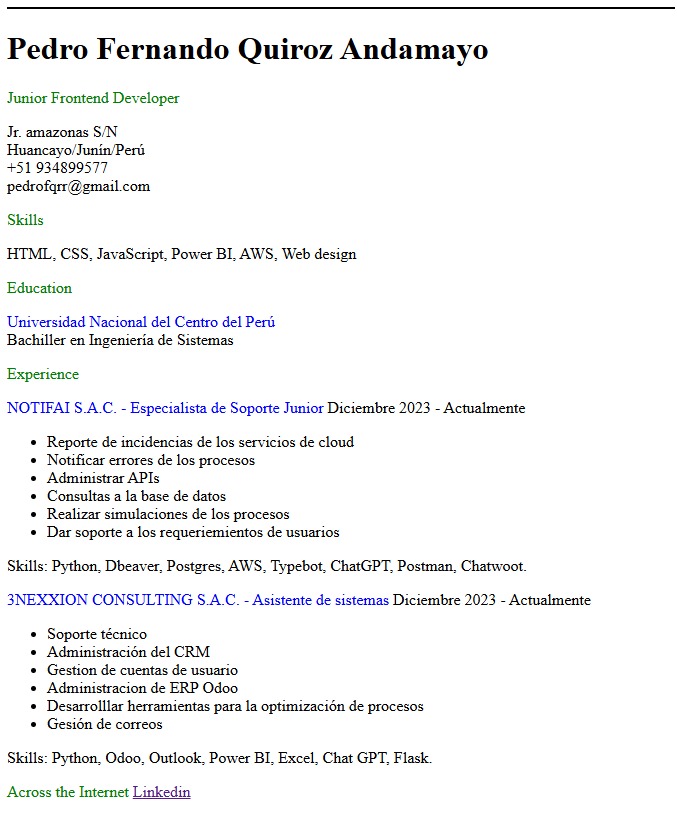 Pedro Fernando Quiroz Andamayo
Junior Frontend Developer
Jr. amazonas S/N
Huancayo/Junín/Perú
+51 934899577
pedrofqrr@gmail.com
Skills
HTML, CSS, JavaScript, Power BI, AWS, Web design
Education
Universidad Nacional del Centro del Perú
Bachiller en Ingeniería de Sistemas
Experience
NOTIFAI S.A.C. - Especialista de Soporte Junior Diciembre 2023 - Actualmente
• Reporte de incidencias de los servicios de cloud
• Notificar errores de los procesos
• Administrar APIs
• Consultas a la base de datos
• Realizar simulaciones de los procesos
• Dar soporte a los requeriemientos de usuarios
Skills: Python, Dbeaver, Postgres, AWS, Typebot, ChatGPT, Postman, Chatwoot.
3NEXXION CONSULTING S.A.C. - Asistente de sistemas Diciembre 2023 - Actualmente
• Soporte técnico
• Administración del CRM
• Gestion de cuentas de usuario
• Administracion de ERP Odoo
• Desarrolllar herramientas para la optimización de procesos
• Gesión de correos
Skills: Python, Odoo, Outlook, Power BI, Excel, Chat GPT, Flask.
Across the Internet Linkedin